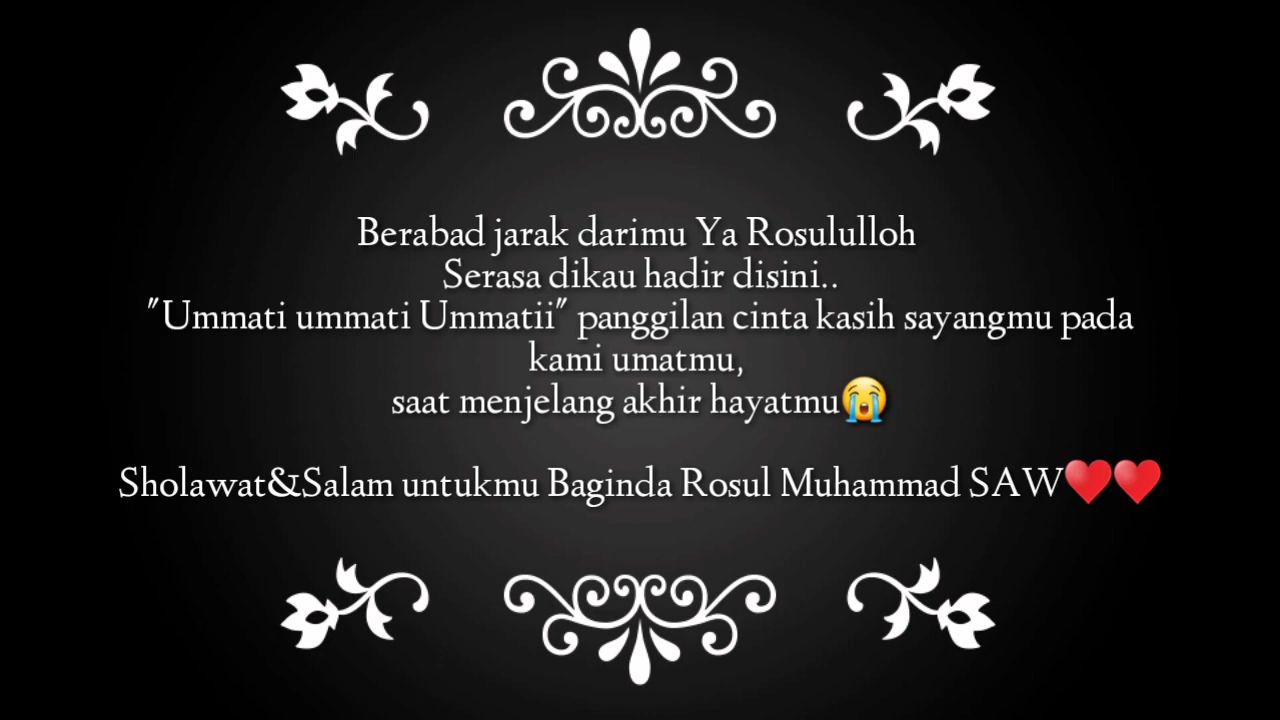 Berabad jarak darimu Ya Rosululloh
Serasa dikau hadir disini..
"Ummati ummati Ummatii" panggilan cinta kasih sayangmu pada
kami umatmu,
saat menjelang akhir hayatmu😭
Sholawat&Salam untukmu Baginda Rosul Muhammad SAW♥️♥️